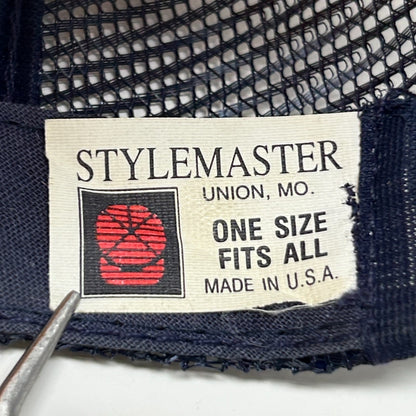 STYLEMASTER
UNION, MO.
ONE SIZE
FITS ALL
MADE IN U.S.A.